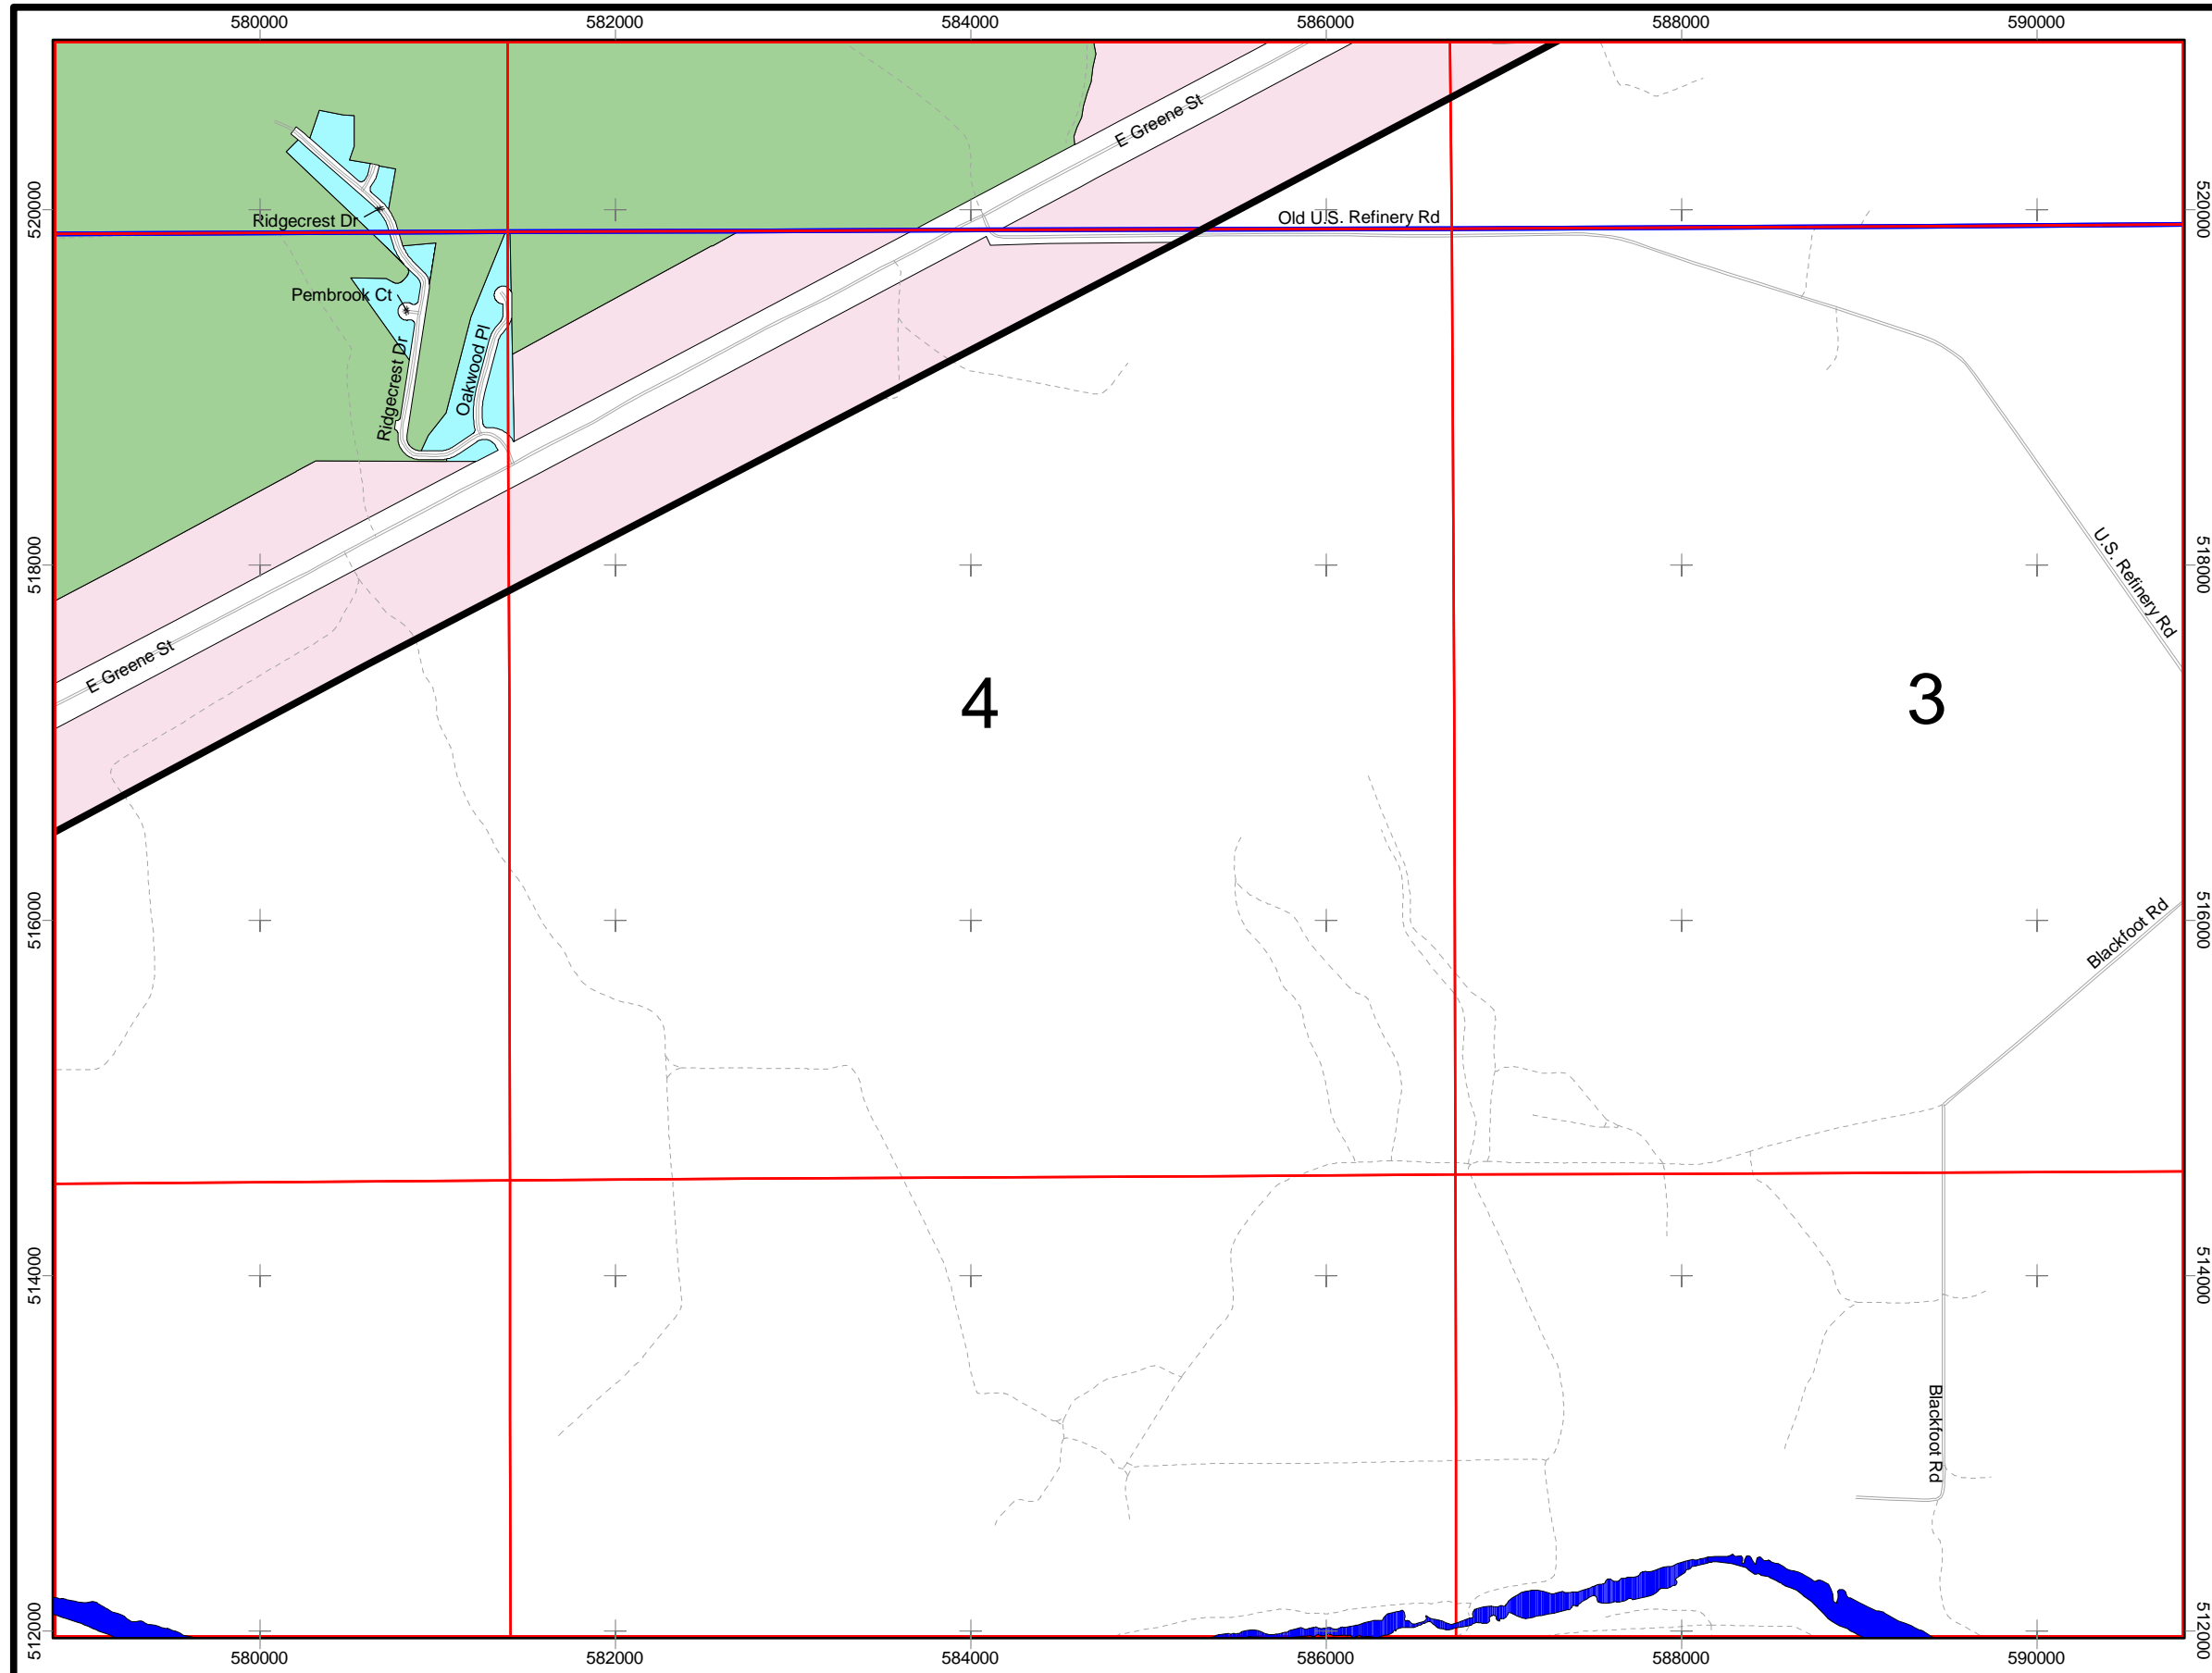 580000
582000
584000
586000
588000
590000
E Greene St
520000
520000
Ridgecrest Dr
Old U.S. Refinery Rd
Pembrook Ct
Ridgecrest Dr
Oakwood Pl
518000
518000
U.S. Refinery Rd
E Greene St
4
3
516000
516000
Blackfoot Rd
514000
514000
Blackfoot Rd
512000
512000
580000
582000
584000
586000
588000
590000